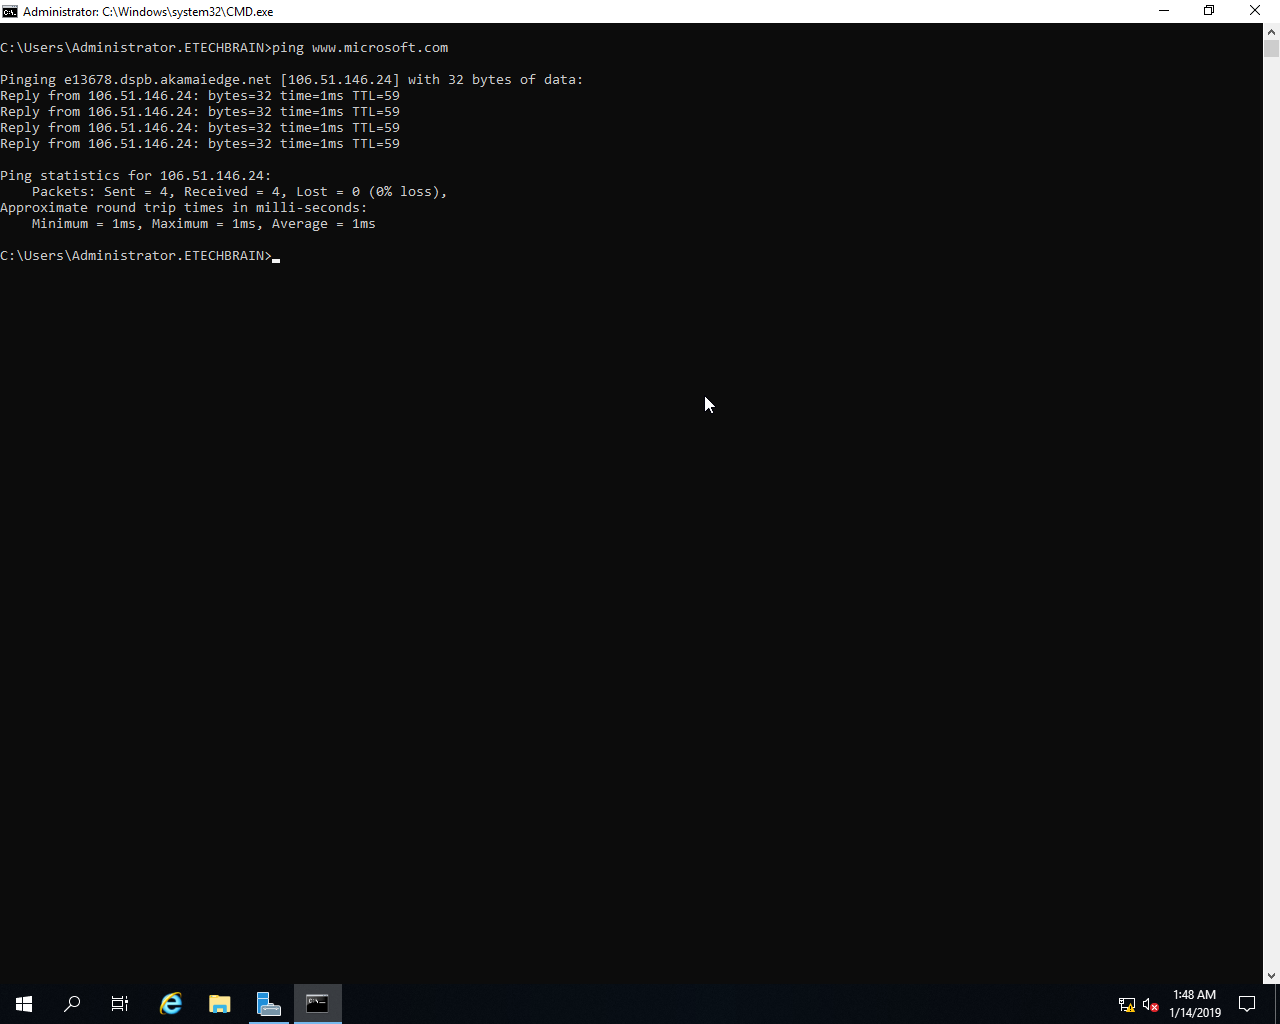 Administrator: C:\Windows\system32\CMD.exe
C:\Users\Administrator.ETECHBRAIN>ping www.microsoft.com
Pinging e13678.dspb.akamaiedge.net [106.51.146.24] with 32 bytes of data:
Reply from 106.51.146.24: bytes=32 time=1ms TTL=59
Reply from 106.51.146.24: bytes=32 time=1ms TTL=59
Reply from 106.51.146.24: bytes=32 time=1ms TTL=59
Reply from 106.51.146.24: bytes=32 time=1ms TTL=59
Ping statistics for 106.51.146.24:
    Packets: Sent = 4, Received = 4, Lost = 0 (0% loss),
Approximate round trip times in milli-seconds:
    Minimum = 1ms, Maximum = 1ms, Average = 1ms
C:\Users\Administrator.ETECHBRAIN>
1:48 AM
1/14/2019